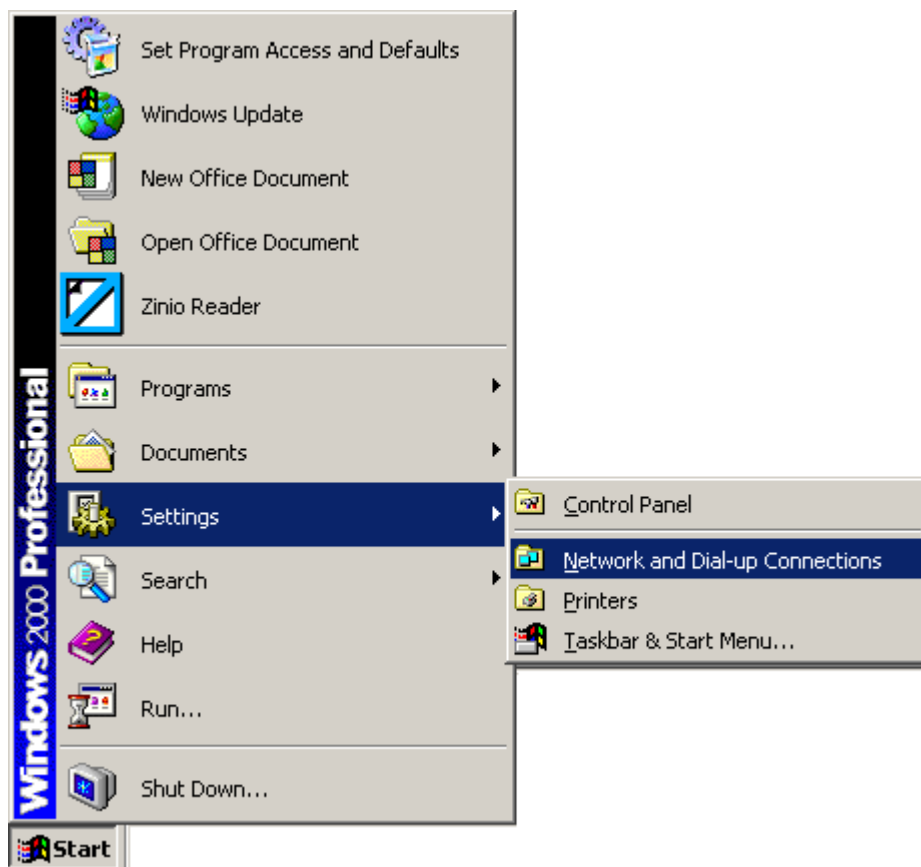 Set Program Access and Defaults
Windows Update
New Office Document
Open Office Document
Zinio Reader
Programs
Documents
Settings
Search
Help
Run...
Shut Down...
Control Panel
Network and Dial-up Connections
Printers
Taskbar & Start Menu...
Windows 2000 Professional
Start